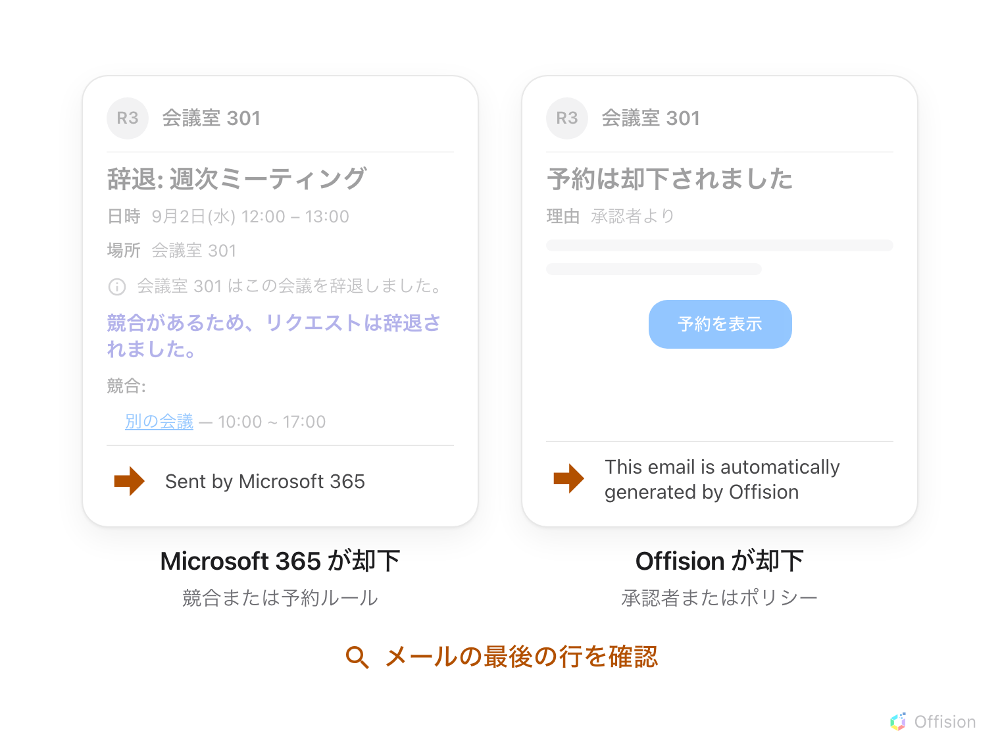 R3 会議室 301
辞退: 週次ミーティング
日時 9月2日(水) 12:00 – 13:00
場所 会議室 301
会議室 301 はこの会議を辞退しました。
競合があるため、リクエストは辞退さ
れました。
競合:
別の会議 — 10:00 ~ 17:00
Sent by Microsoft 365
Microsoft 365 が却下
競合または予約ルール
R3 会議室 301
予約は却下されました
理由 承認者より
予約を表示
This email is automatically
generated by Offision
Offision が却下
承認者またはポリシー
メールの最後の行を確認
Offision